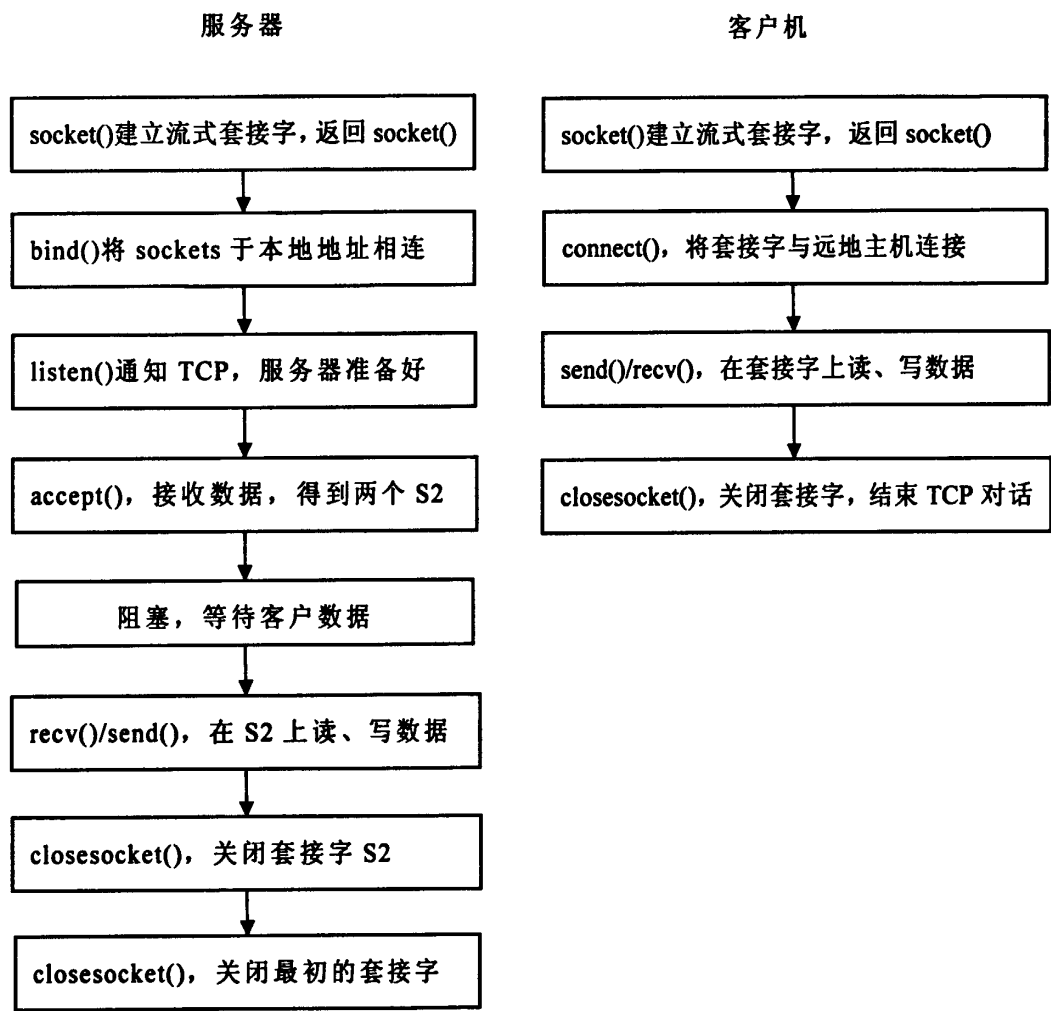 服务器
socket()建立流式套接字，返回 socket()
bind()将 sockets 于本地地址相连
listen()通知 TCP，服务器准备好
accept()，接收数据，得到两个 S2
阻塞，等待客户数据
recv()/send()，在 S2 上读、写数据
closesocket()，关闭套接字 S2
closesocket()，关闭最初的套接字
客户机
socket()建立流式套接字，返回 socket()
connect()，将套接字与远地主机连接
send()/recv()，在套接字上读、写数据
closesocket()，关闭套接字，结束 TCP 对话